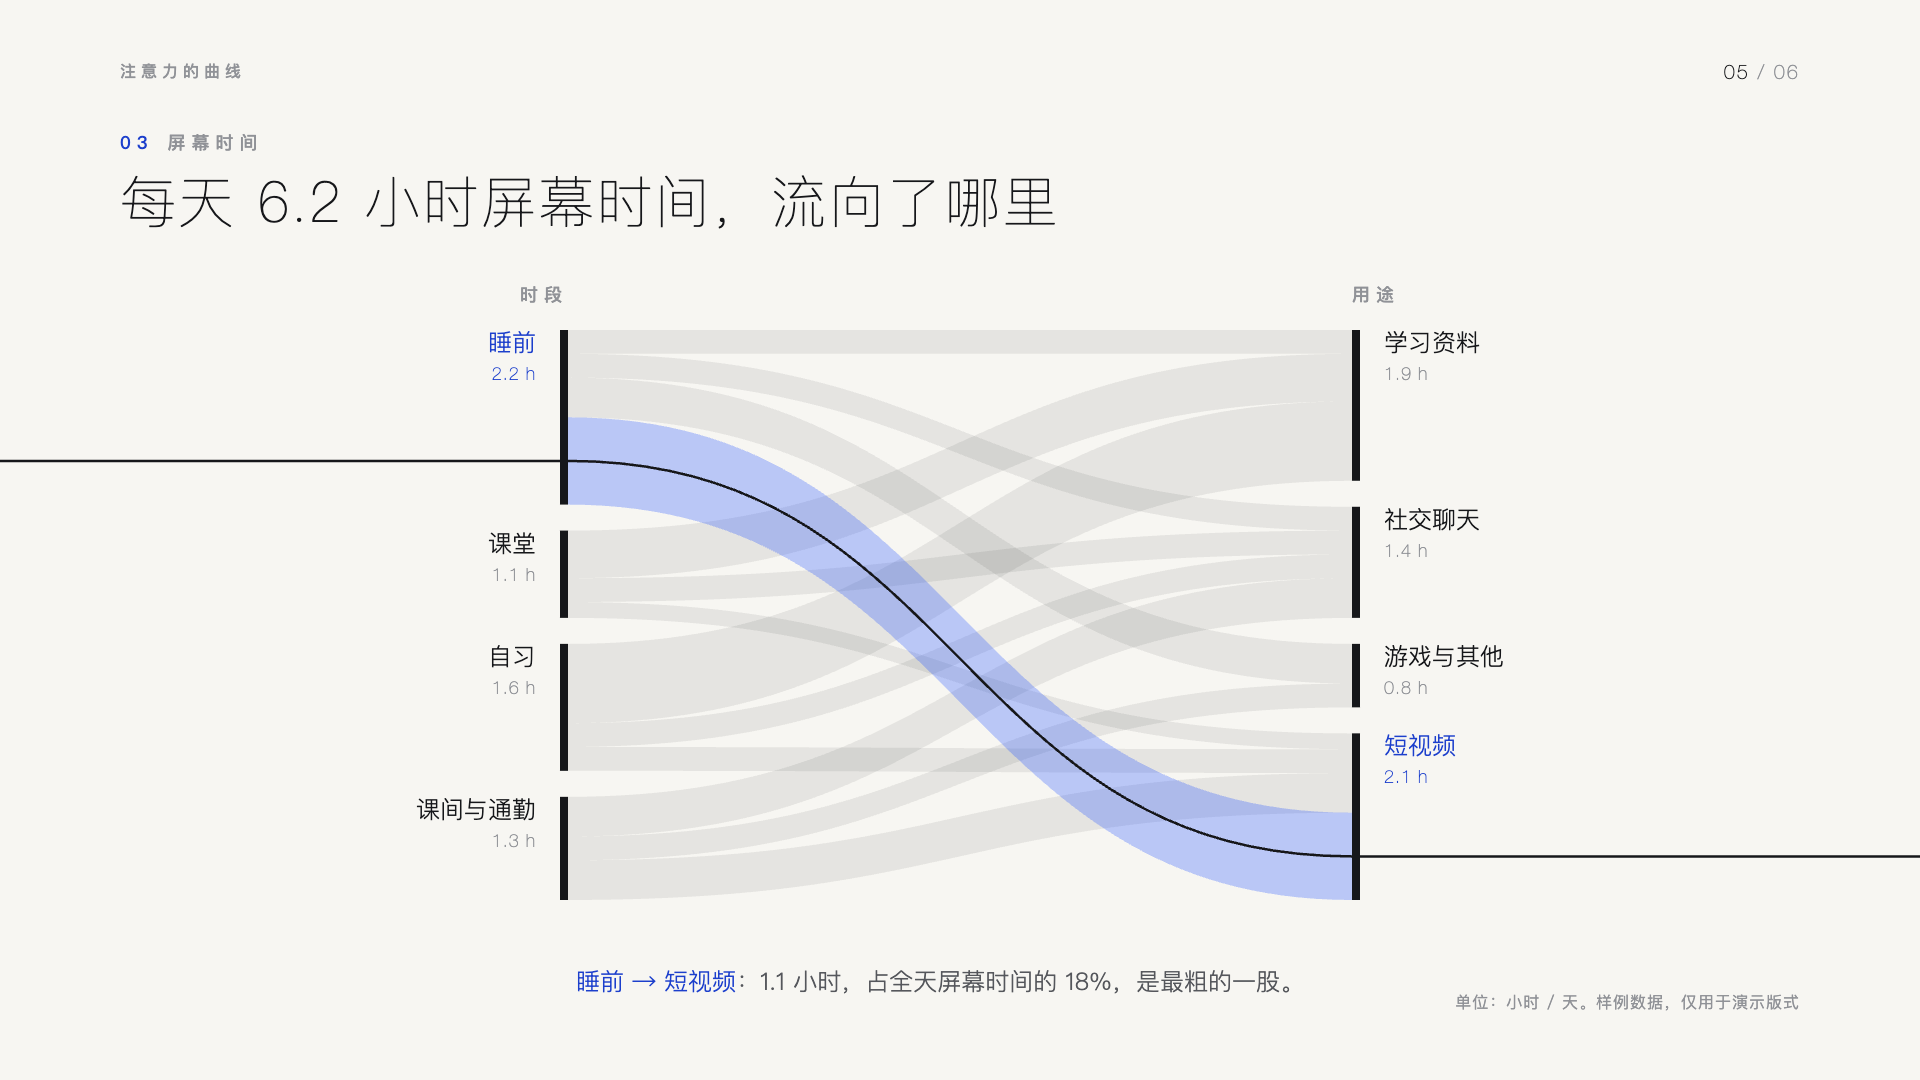 注意力的曲线
05 / 06
03 屏幕时间
每天 6.2 小时屏幕时间，流向了哪里
时段
用途
睡前
2.2 h
课堂
1.1 h
自习
1.6 h
课间与通勤
1.3 h
学习资料
1.9 h
社交聊天
1.4 h
游戏与其他
0.8 h
短视频
2.1 h
睡前 → 短视频：1.1 小时，占全天屏幕时间的 18%，是最粗的一股。
单位：小时 / 天。样例数据，仅用于演示版式